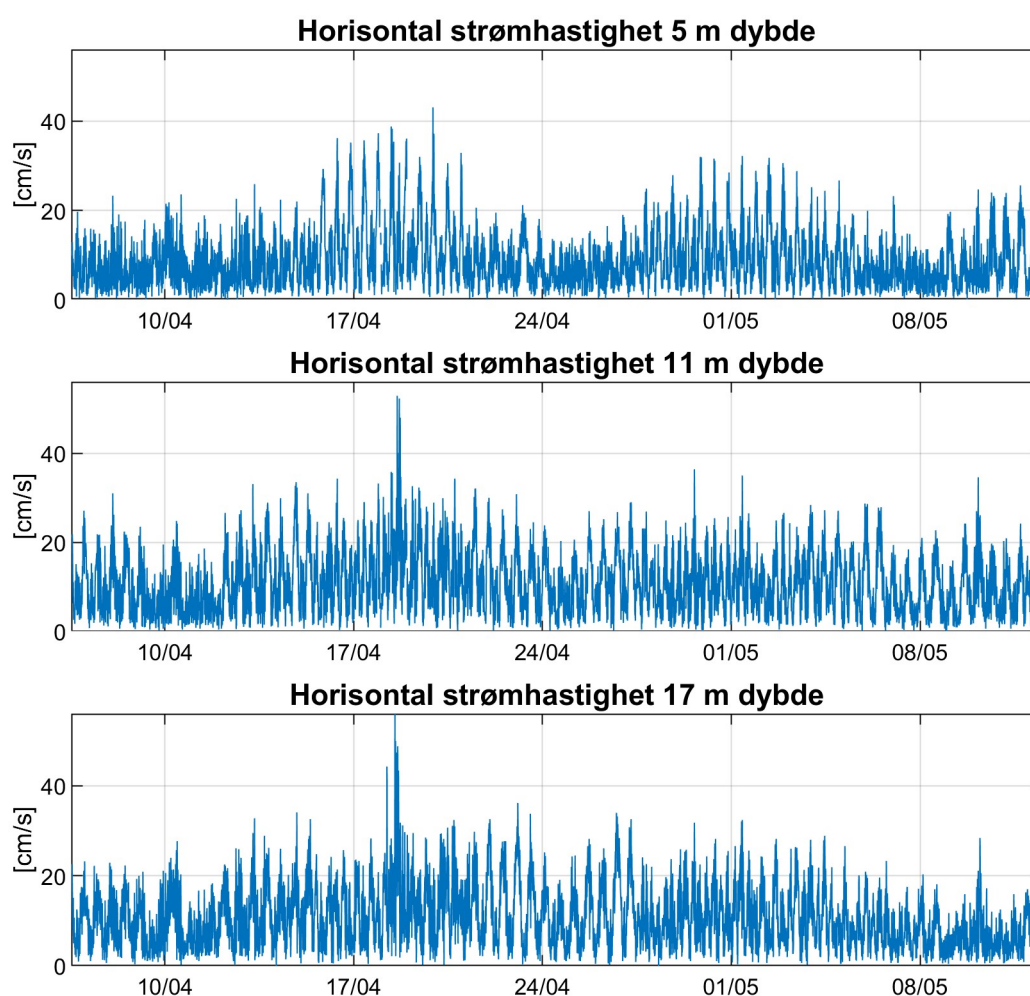 Horisontal strømhastighet 5 m dybde
[cm/s]
40
20
0
10/04 17/04 24/04 01/05 08/05
Horisontal strømhastighet 11 m dybde
[cm/s]
40
20
0
10/04 17/04 24/04 01/05 08/05
Horisontal strømhastighet 17 m dybde
[cm/s]
40
20
0
10/04 17/04 24/04 01/05 08/05